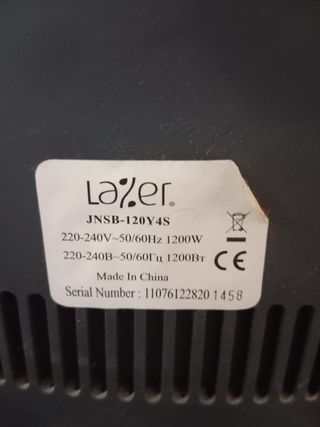 Lazer®
JNSB-120Y4S
220-240V~50/60Hz 1200W
220-240В~50/60Гц 1200Вт
CE
Made In China
Serial Number : 11076122820 1458